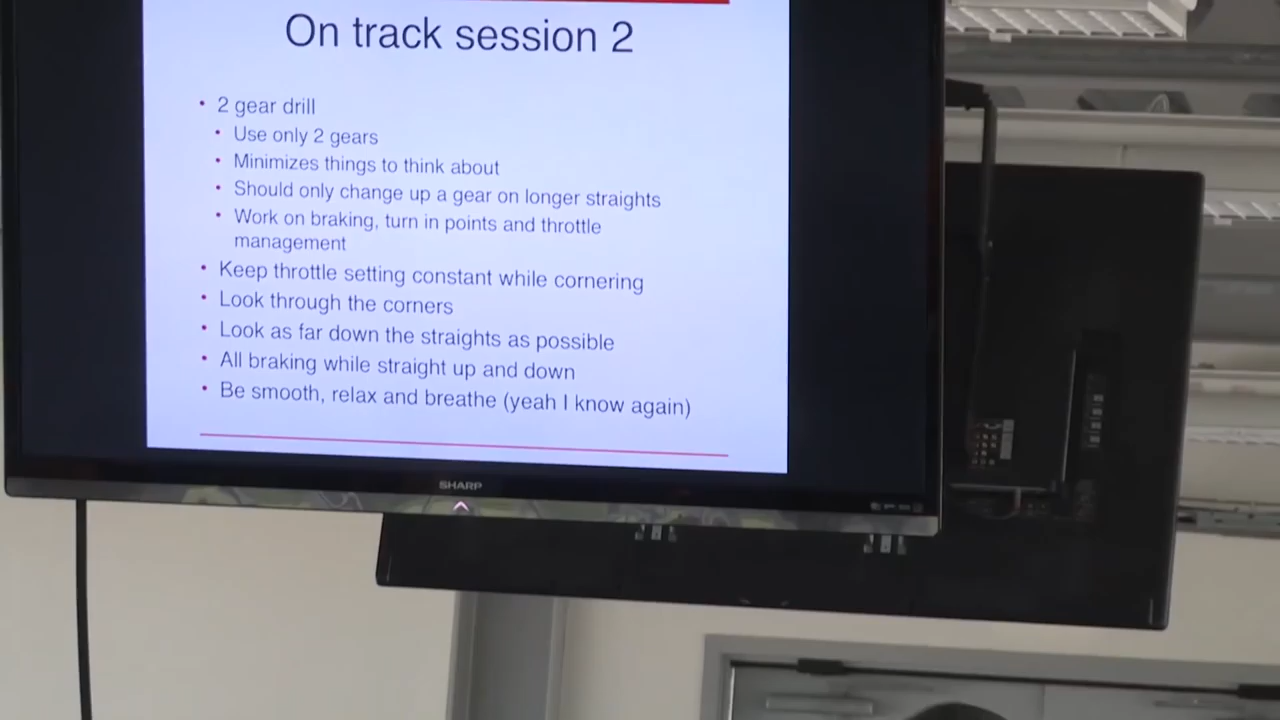 On track session 2
• 2 gear drill
• Use only 2 gears
• Minimizes things to think about
• Should only change up a gear on longer straights
• Work on braking, turn in points and throttle
management
• Keep throttle setting constant while cornering
• Look through the corners
• Look as far down the straights as possible
• All braking while straight up and down
• Be smooth, relax and breathe (yeah I know again)
SHARP